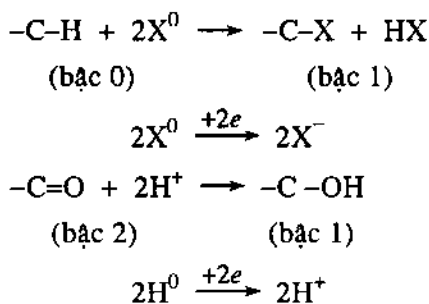 –C–H + 2X⁰ ⟶ –C–X + HX
(bậc 0) (bậc 1)
2X⁰ —+2e→ 2X⁻
–C=O + 2H⁺ ⟶ –C –OH
(bậc 2) (bậc 1)
2H⁰ —+2e→ 2H⁺